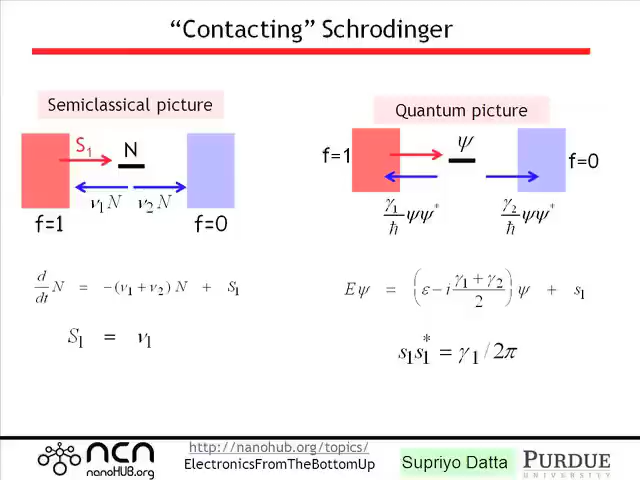 “Contacting” Schrodinger
Semiclassical picture
S₁
N
ν₁N ν₂N
f=1
f=0
d/dt N = -(ν₁+ν₂) N + S₁
S₁ = ν₁
Quantum picture
f=1
ψ
f=0
γ₁/ℏ ψψ*
γ₂/ℏ ψψ*
Eψ = (ε - i (γ₁+γ₂)/2) ψ + s₁
s₁s₁* = γ₁/2π
ncn
nanoHUB.org
http://nanohub.org/topics/
ElectronicsFromTheBottomUp
Supriyo Datta
PURDUE
UNIVERSITY